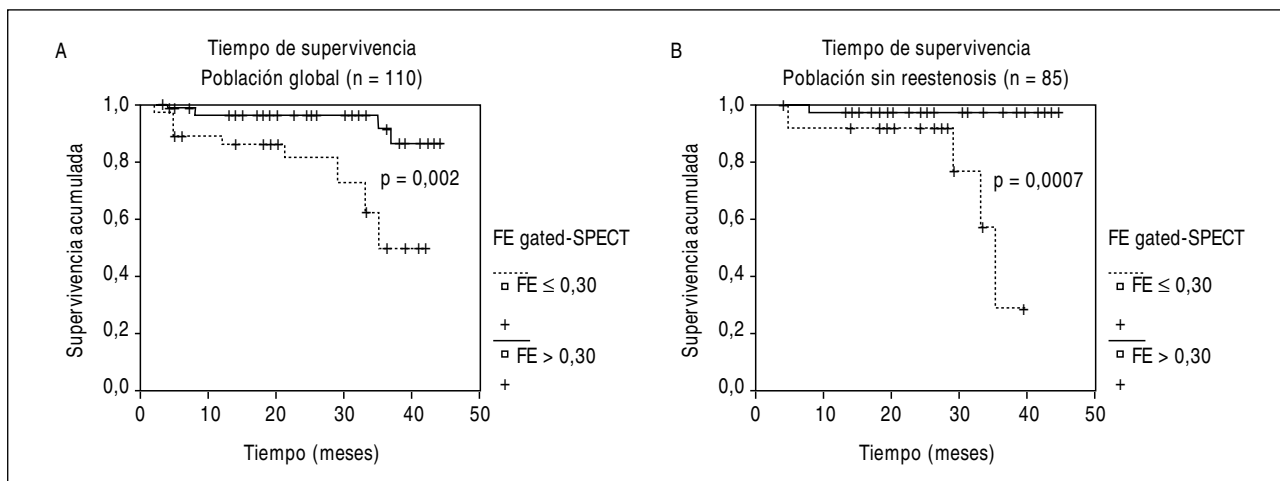 A
Tiempo de supervivencia
Población global (n = 110)
1,0
0,8
0,6
0,4
0,2
0,0
Supervivencia acumulada
p = 0,002
0 10 20 30 40 50
Tiempo (meses)
FE gated-SPECT
FE ≤ 0,30
FE > 0,30
B
Tiempo de supervivencia
Población sin reestenosis (n = 85)
1,0
0,8
0,6
0,4
0,2
0,0
Supervivencia acumulada
p = 0,0007
0 10 20 30 40 50
Tiempo (meses)
FE gated-SPECT
FE ≤ 0,30
FE > 0,30